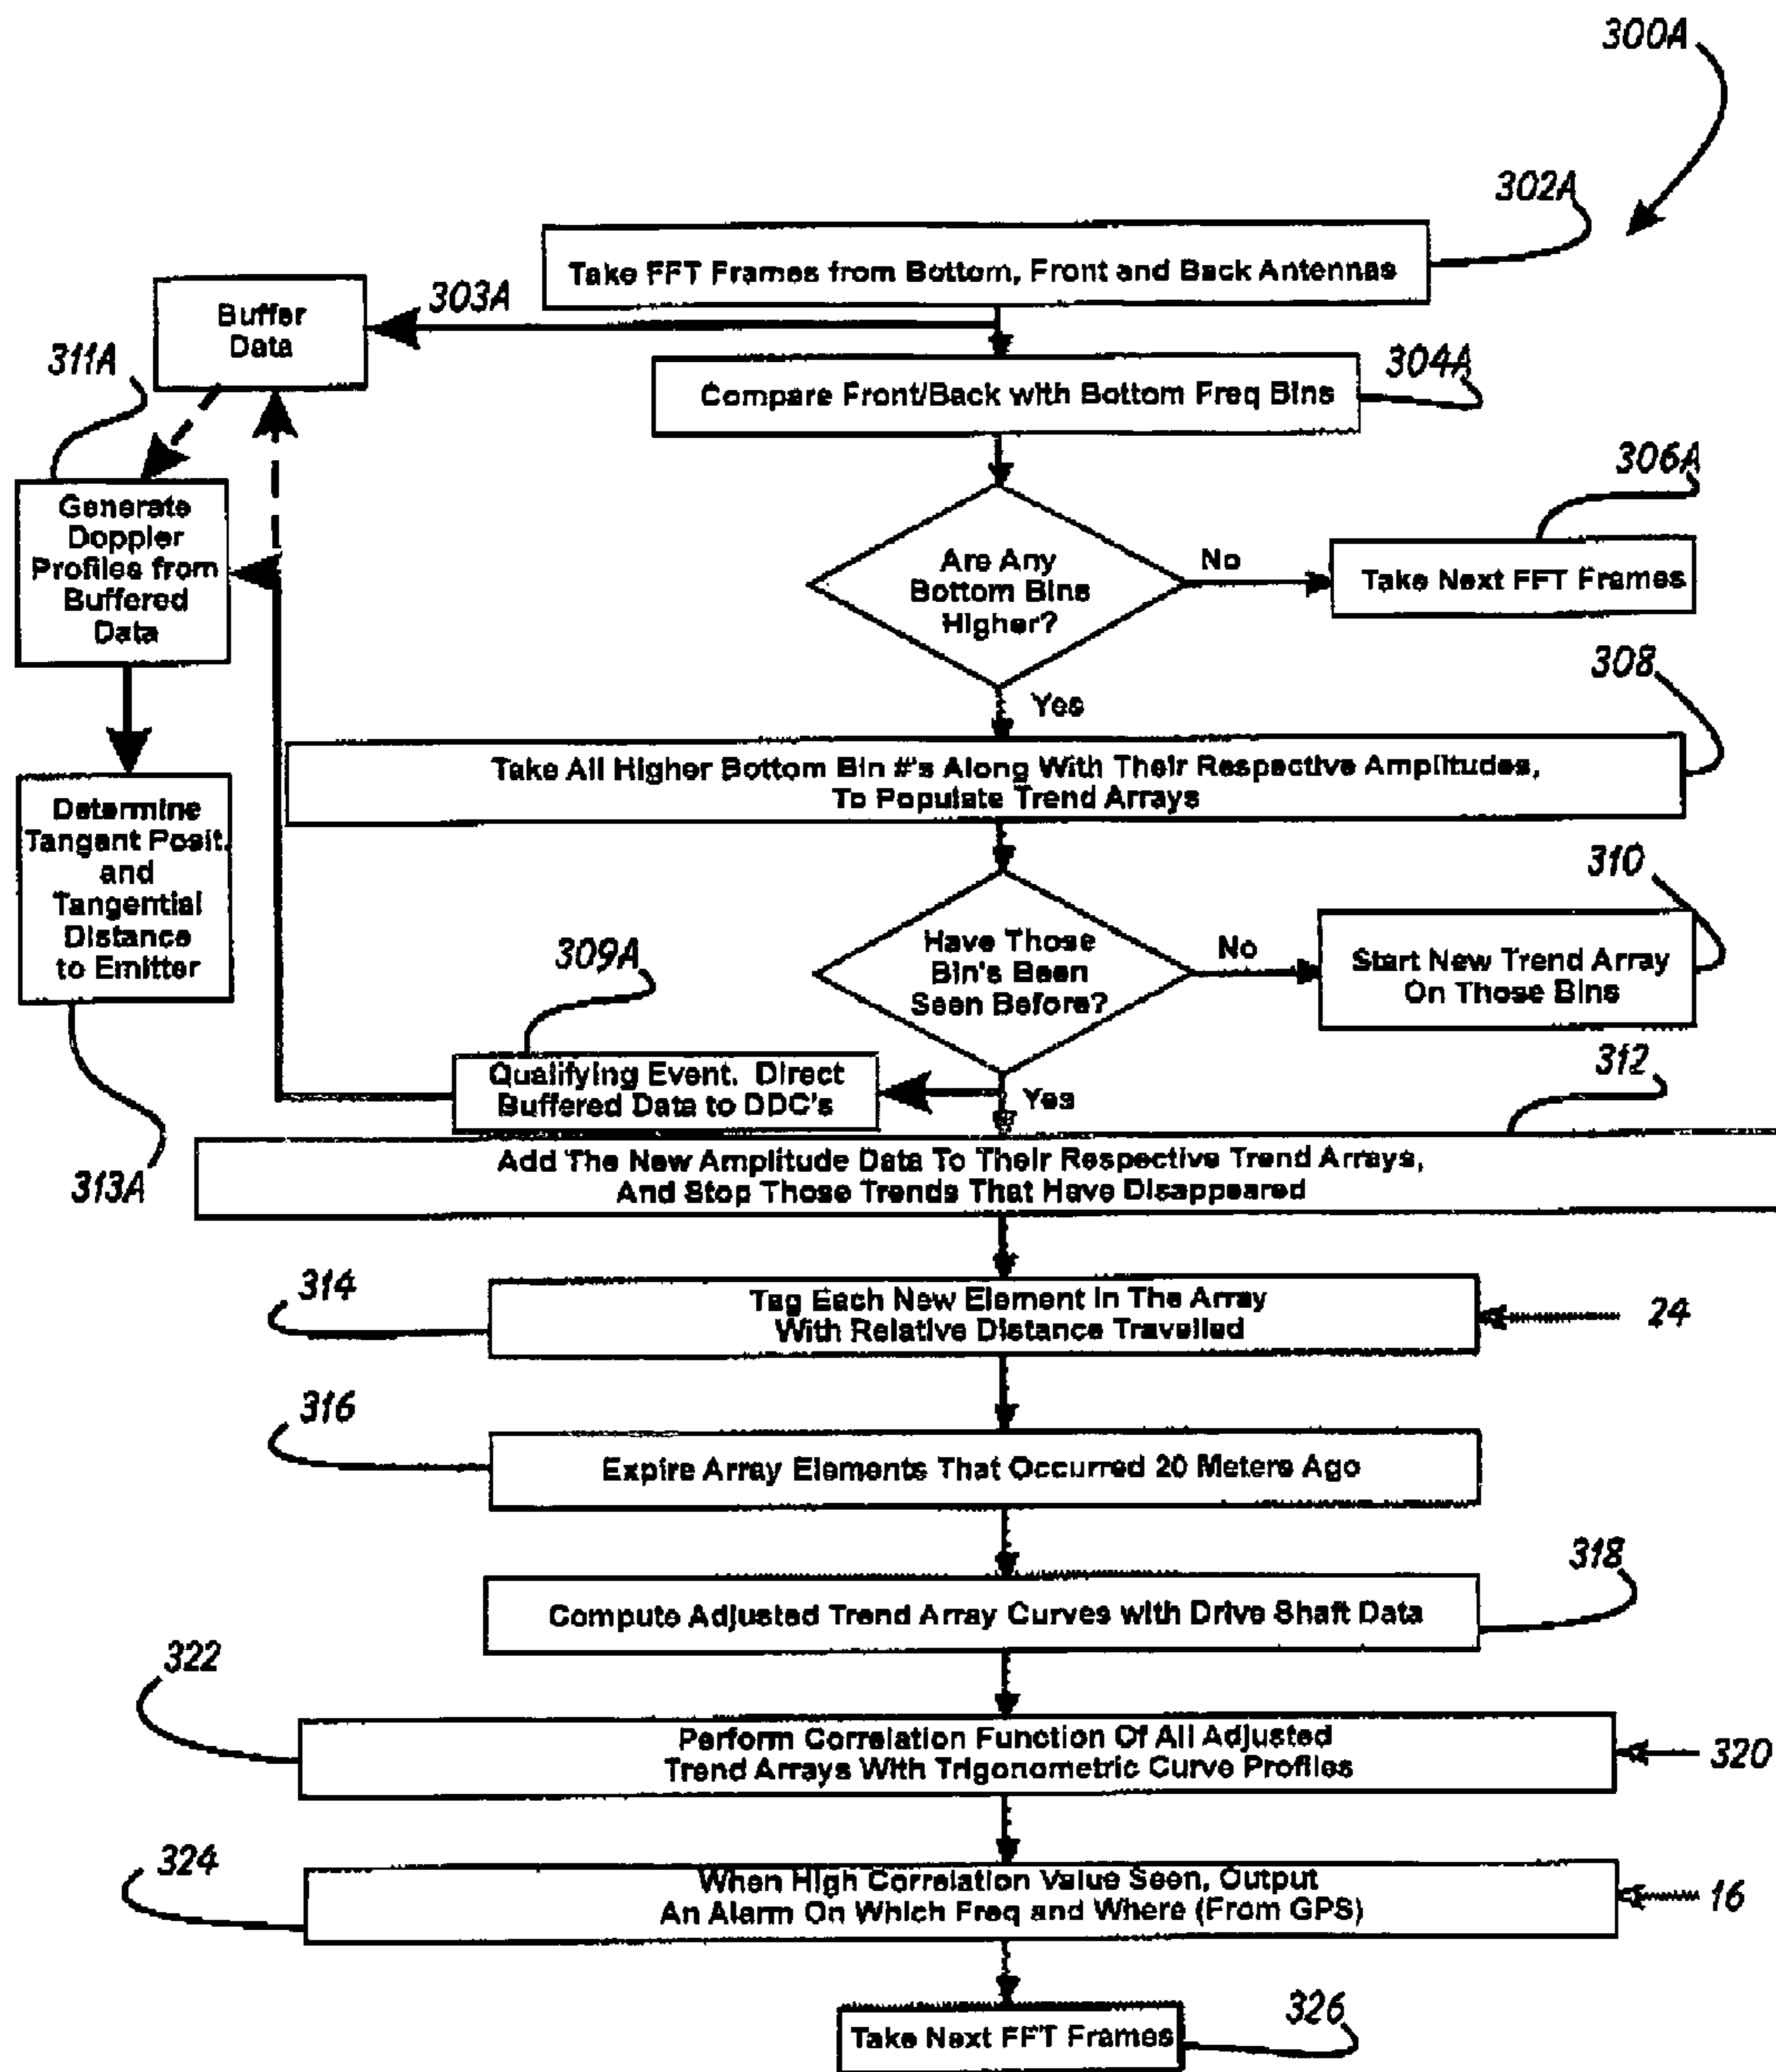 300A
302A
Take FFT Frames from Bottom, Front and Back Antennas
303A
Buffer
Data
311A
304A
Compare Front/Back with Bottom Freq Bins
306A
Generate
Doppler
Profiles from
Buffered
Data
Are Any
Bottom Bins
Higher?
No
Take Next FFT Frames
308
Yes
Take All Higher Bottom Bin #'s Along With Their Respective Amplitudes,
To Populate Trend Arrays
Determine
Tangent Posit.
and
Tangential
Distance
to Emitter
310
309A
Have Those
Bin's Been
Seen Before?
No
Start New Trend Array
On Those Bins
312
Qualifying Event. Direct
Buffered Data to DDC's
Yes
313A
Add The New Amplitude Data To Their Respective Trend Arrays,
And Stop Those Trends That Have Disappeared
314
Tag Each New Element In The Array
With Relative Distance Travelled
24
316
Expire Array Elements That Occurred 20 Meters Ago
318
Compute Adjusted Trend Array Curves with Drive Shaft Data
322
Perform Correlation Function Of All Adjusted
Trend Arrays With Trigonometric Curve Profiles
320
324
When High Correlation Value Seen, Output
An Alarm On Which Freq and Where (From GPS)
16
Take Next FFT Frames
326